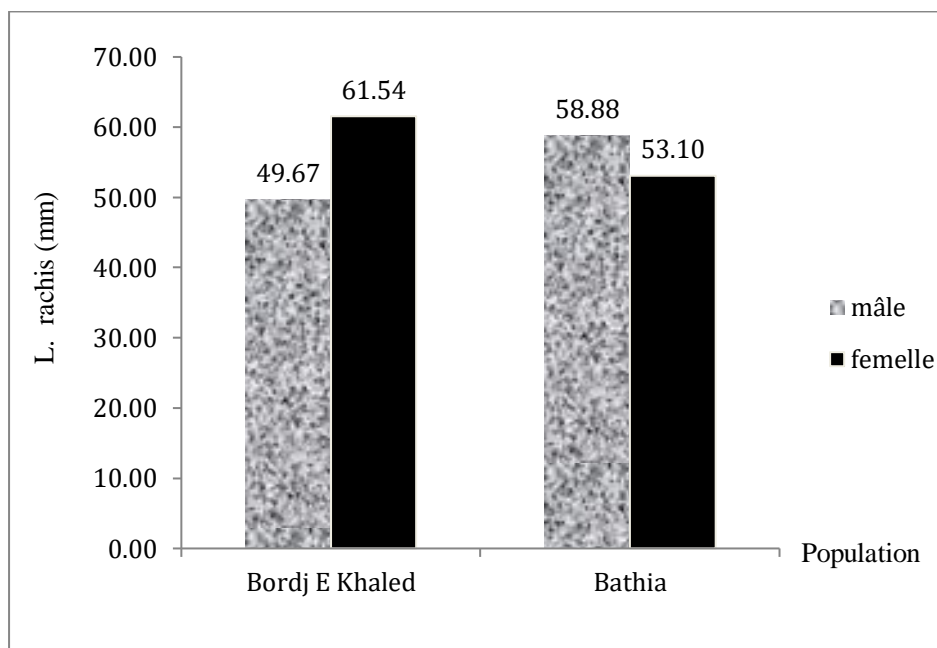 70.00
60.00
50.00
40.00
30.00
20.00
10.00
0.00
L. rachis (mm)
49.67
61.54
58.88
53.10
Bordj E Khaled
Bathia
Population
mâle
femelle